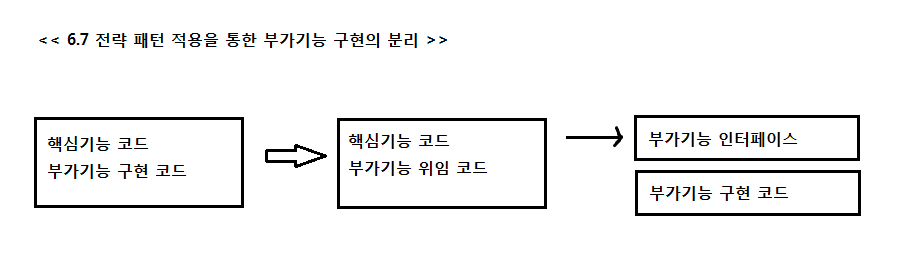 << 6.7 전략 패턴 적용을 통한 부가기능 구현의 분리 >>
핵심기능 코드
부가기능 구현 코드
핵심기능 코드
부가기능 위임 코드
부가기능 인터페이스
부가기능 구현 코드